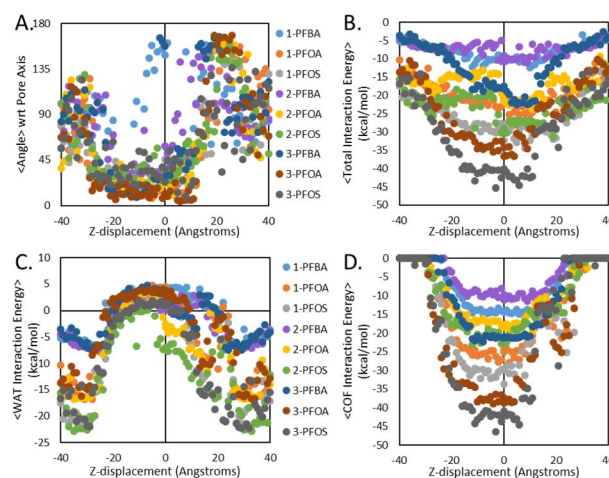 A.
<Angle> wrt Pore Axis
180
135
90
45
0
-40
-20
0
20
40
Z-displacement (Angstroms)
1-PFBA
1-PFOA
1-PFOS
2-PFBA
2-PFOA
2-PFOS
3-PFBA
3-PFOA
3-PFOS
B.
<Total Interaction Energy>
(kcal/mol)
0
-5
-10
-15
-20
-25
-30
-35
-40
-45
-50
-40
-20
0
20
40
Z-displacement (Angstroms)
C.
<WAT Interaction Energy>
(kcal/mol)
10
5
0
-5
-10
-15
-20
-25
-40
-20
0
20
40
Z-displacement (Angstroms)
1-PFBA
1-PFOA
1-PFOS
2-PFBA
2-PFOA
2-PFOS
3-PFBA
3-PFOA
3-PFOS
D.
<COF Interaction Energy>
(kcal/mol)
0
-5
-10
-15
-20
-25
-30
-35
-40
-45
-50
-40
-20
0
20
40
Z-displacement (Angstroms)